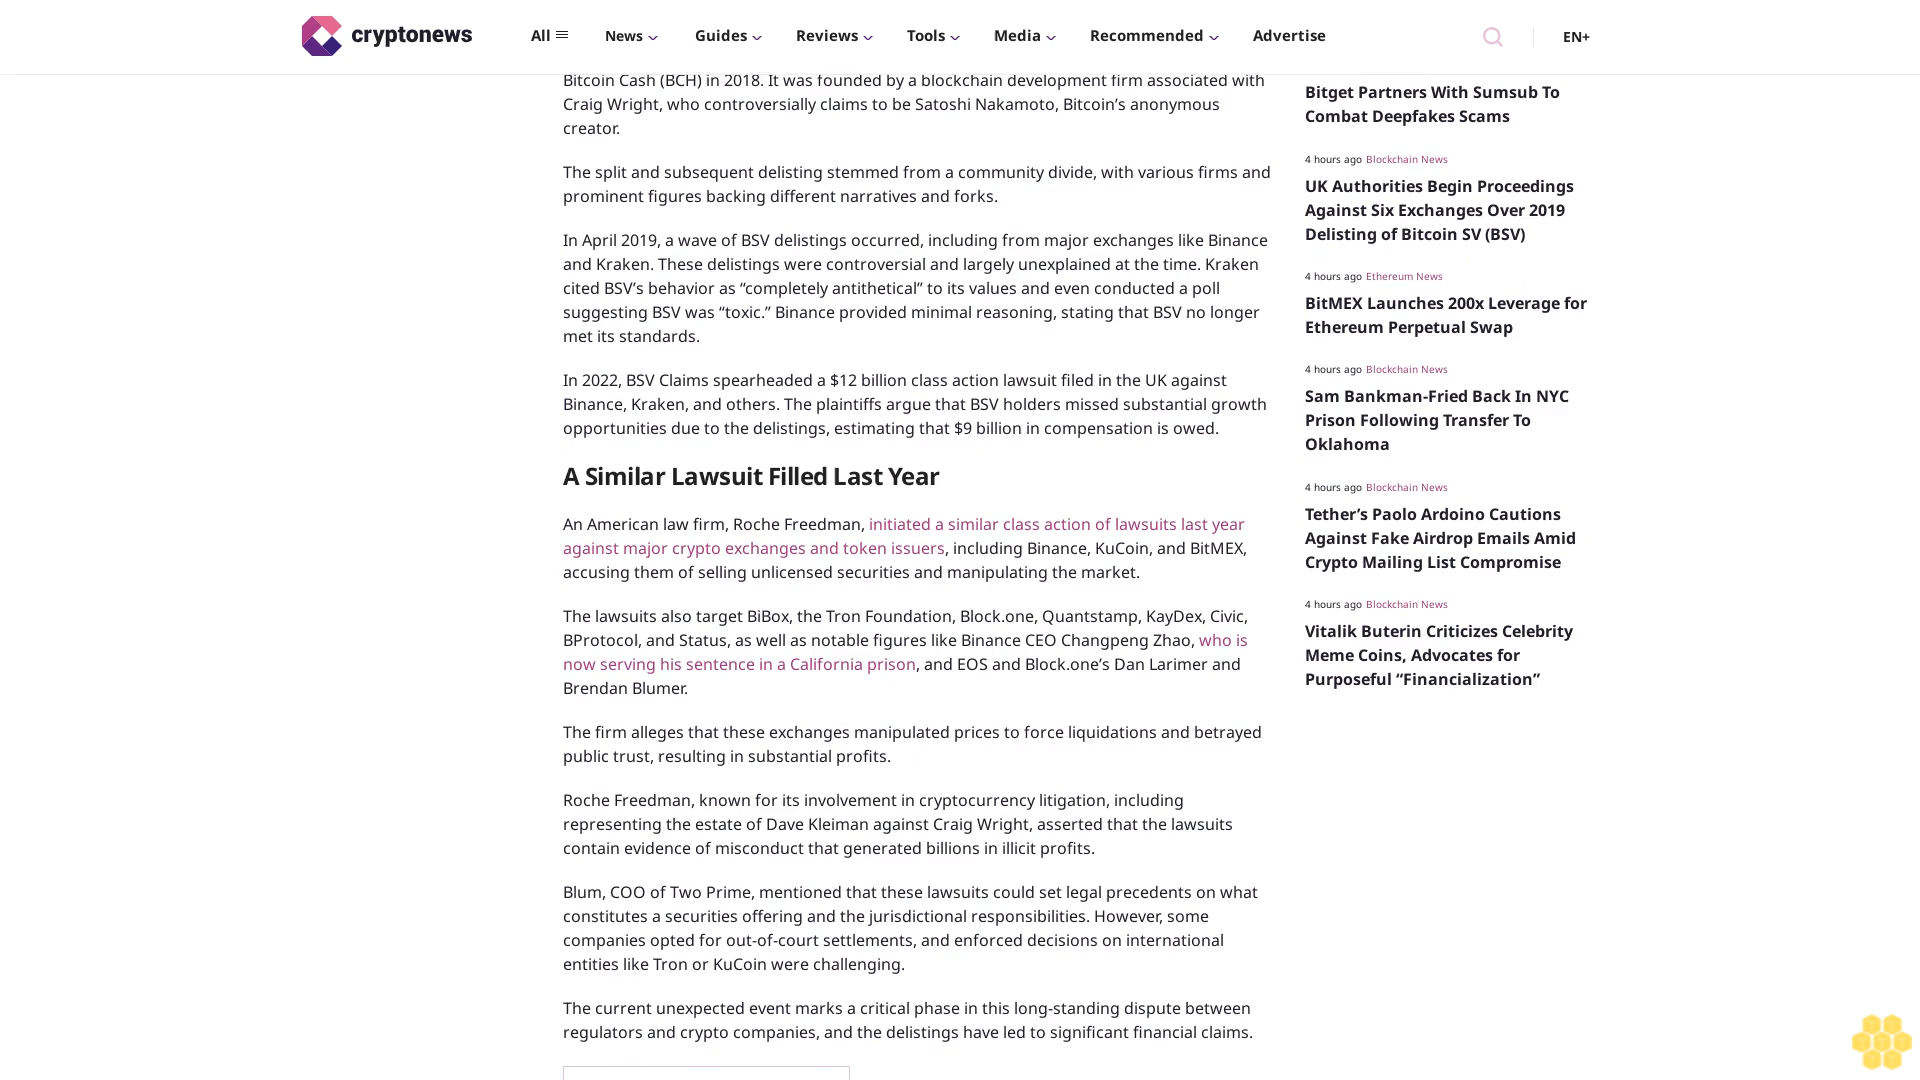 cryptonews
All
News
Guides
Reviews
Tools
Media
Recommended
Advertise
EN+
Bitcoin Cash (BCH) in 2018. It was founded by a blockchain development firm associated with
Craig Wright, who controversially claims to be Satoshi Nakamoto, Bitcoin’s anonymous
creator.
The split and subsequent delisting stemmed from a community divide, with various firms and
prominent figures backing different narratives and forks.
In April 2019, a wave of BSV delistings occurred, including from major exchanges like Binance
and Kraken. These delistings were controversial and largely unexplained at the time. Kraken
cited BSV’s behavior as “completely antithetical” to its values and even conducted a poll
suggesting BSV was “toxic.” Binance provided minimal reasoning, stating that BSV no longer
met its standards.
In 2022, BSV Claims spearheaded a $12 billion class action lawsuit filed in the UK against
Binance, Kraken, and others. The plaintiffs argue that BSV holders missed substantial growth
opportunities due to the delistings, estimating that $9 billion in compensation is owed.
A Similar Lawsuit Filled Last Year
An American law firm, Roche Freedman, initiated a similar class action of lawsuits last year
against major crypto exchanges and token issuers, including Binance, KuCoin, and BitMEX,
accusing them of selling unlicensed securities and manipulating the market.
The lawsuits also target BiBox, the Tron Foundation, Block.one, Quantstamp, KayDex, Civic,
BProtocol, and Status, as well as notable figures like Binance CEO Changpeng Zhao, who is
now serving his sentence in a California prison, and EOS and Block.one’s Dan Larimer and
Brendan Blumer.
The firm alleges that these exchanges manipulated prices to force liquidations and betrayed
public trust, resulting in substantial profits.
Roche Freedman, known for its involvement in cryptocurrency litigation, including
representing the estate of Dave Kleiman against Craig Wright, asserted that the lawsuits
contain evidence of misconduct that generated billions in illicit profits.
Blum, COO of Two Prime, mentioned that these lawsuits could set legal precedents on what
constitutes a securities offering and the jurisdictional responsibilities. However, some
companies opted for out-of-court settlements, and enforced decisions on international
entities like Tron or KuCoin were challenging.
The current unexpected event marks a critical phase in this long-standing dispute between
regulators and crypto companies, and the delistings have led to significant financial claims.
Bitget Partners With Sumsub To
Combat Deepfakes Scams
4 hours ago Blockchain News
UK Authorities Begin Proceedings
Against Six Exchanges Over 2019
Delisting of Bitcoin SV (BSV)
4 hours ago Ethereum News
BitMEX Launches 200x Leverage for
Ethereum Perpetual Swap
4 hours ago Blockchain News
Sam Bankman-Fried Back In NYC
Prison Following Transfer To
Oklahoma
4 hours ago Blockchain News
Tether’s Paolo Ardoino Cautions
Against Fake Airdrop Emails Amid
Crypto Mailing List Compromise
4 hours ago Blockchain News
Vitalik Buterin Criticizes Celebrity
Meme Coins, Advocates for
Purposeful “Financialization”